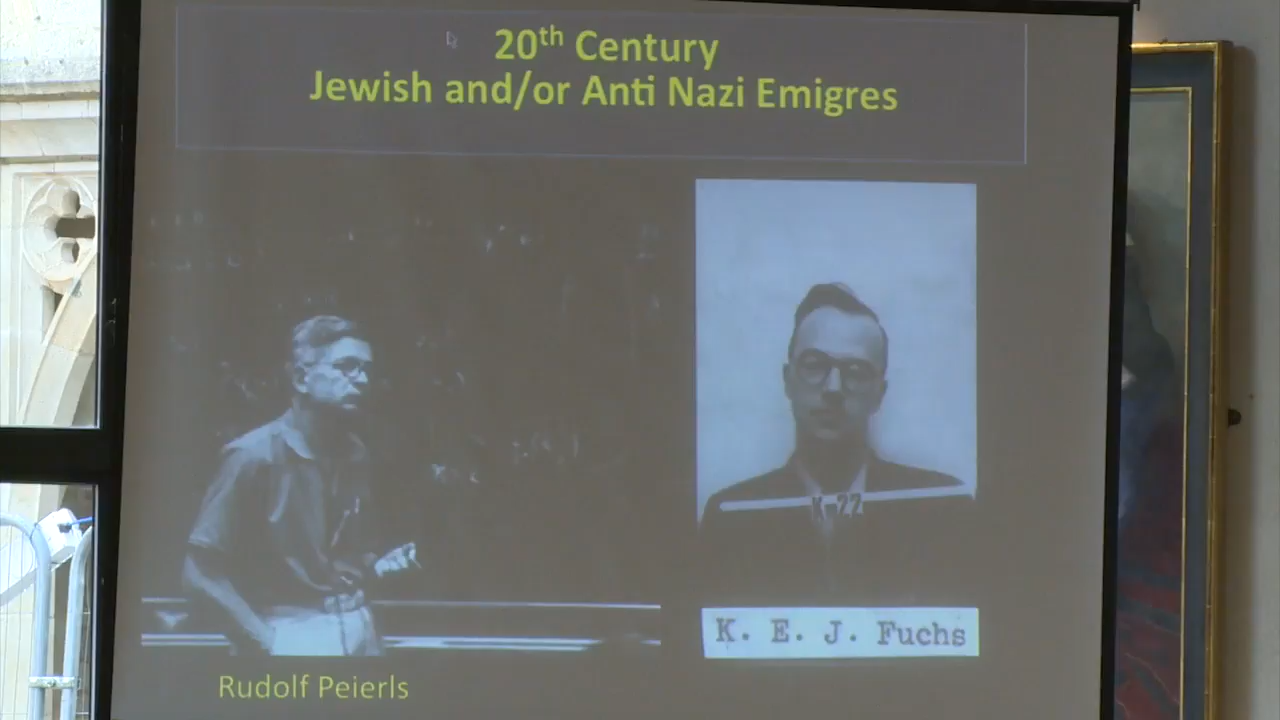 20th Century
Jewish and/or Anti Nazi Emigres
K-22
K. E. J. Fuchs
Rudolf Peierls